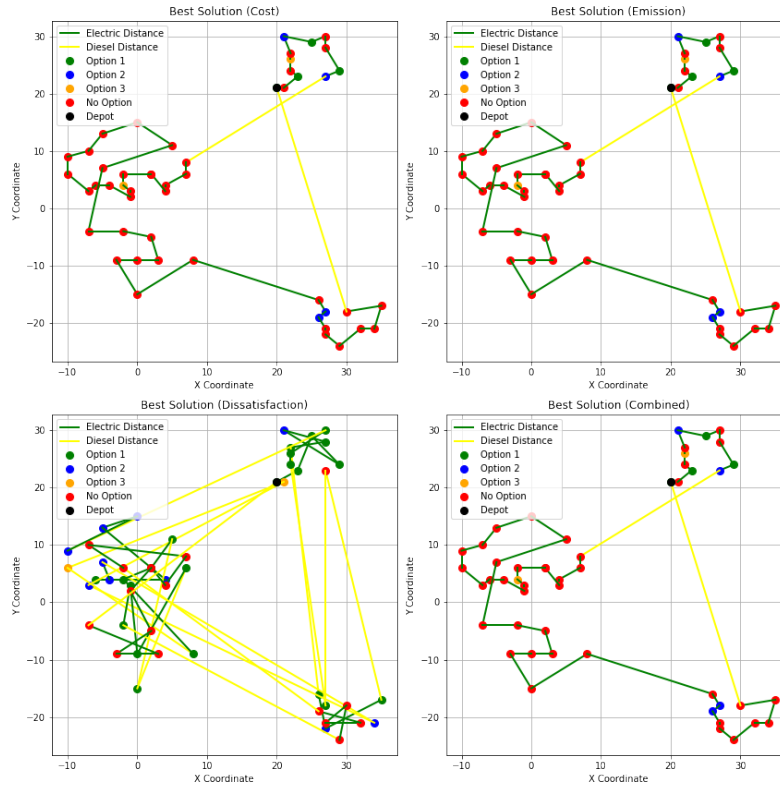 Best Solution (Cost)
Electric Distance
Diesel Distance
Option 1
Option 2
Option 3
No Option
Depot
30
20
10
0
−10
−20
Y Coordinate
−10
0
10
20
30
X Coordinate
Best Solution (Emission)
Electric Distance
Diesel Distance
Option 1
Option 2
Option 3
No Option
Depot
30
20
10
0
−10
−20
Y Coordinate
−10
0
10
20
30
X Coordinate
Best Solution (Dissatisfaction)
Electric Distance
Diesel Distance
Option 1
Option 2
Option 3
No Option
Depot
30
20
10
0
−10
−20
Y Coordinate
−10
0
10
20
30
X Coordinate
Best Solution (Combined)
Electric Distance
Diesel Distance
Option 1
Option 2
Option 3
No Option
Depot
30
20
10
0
−10
−20
Y Coordinate
−10
0
10
20
30
X Coordinate